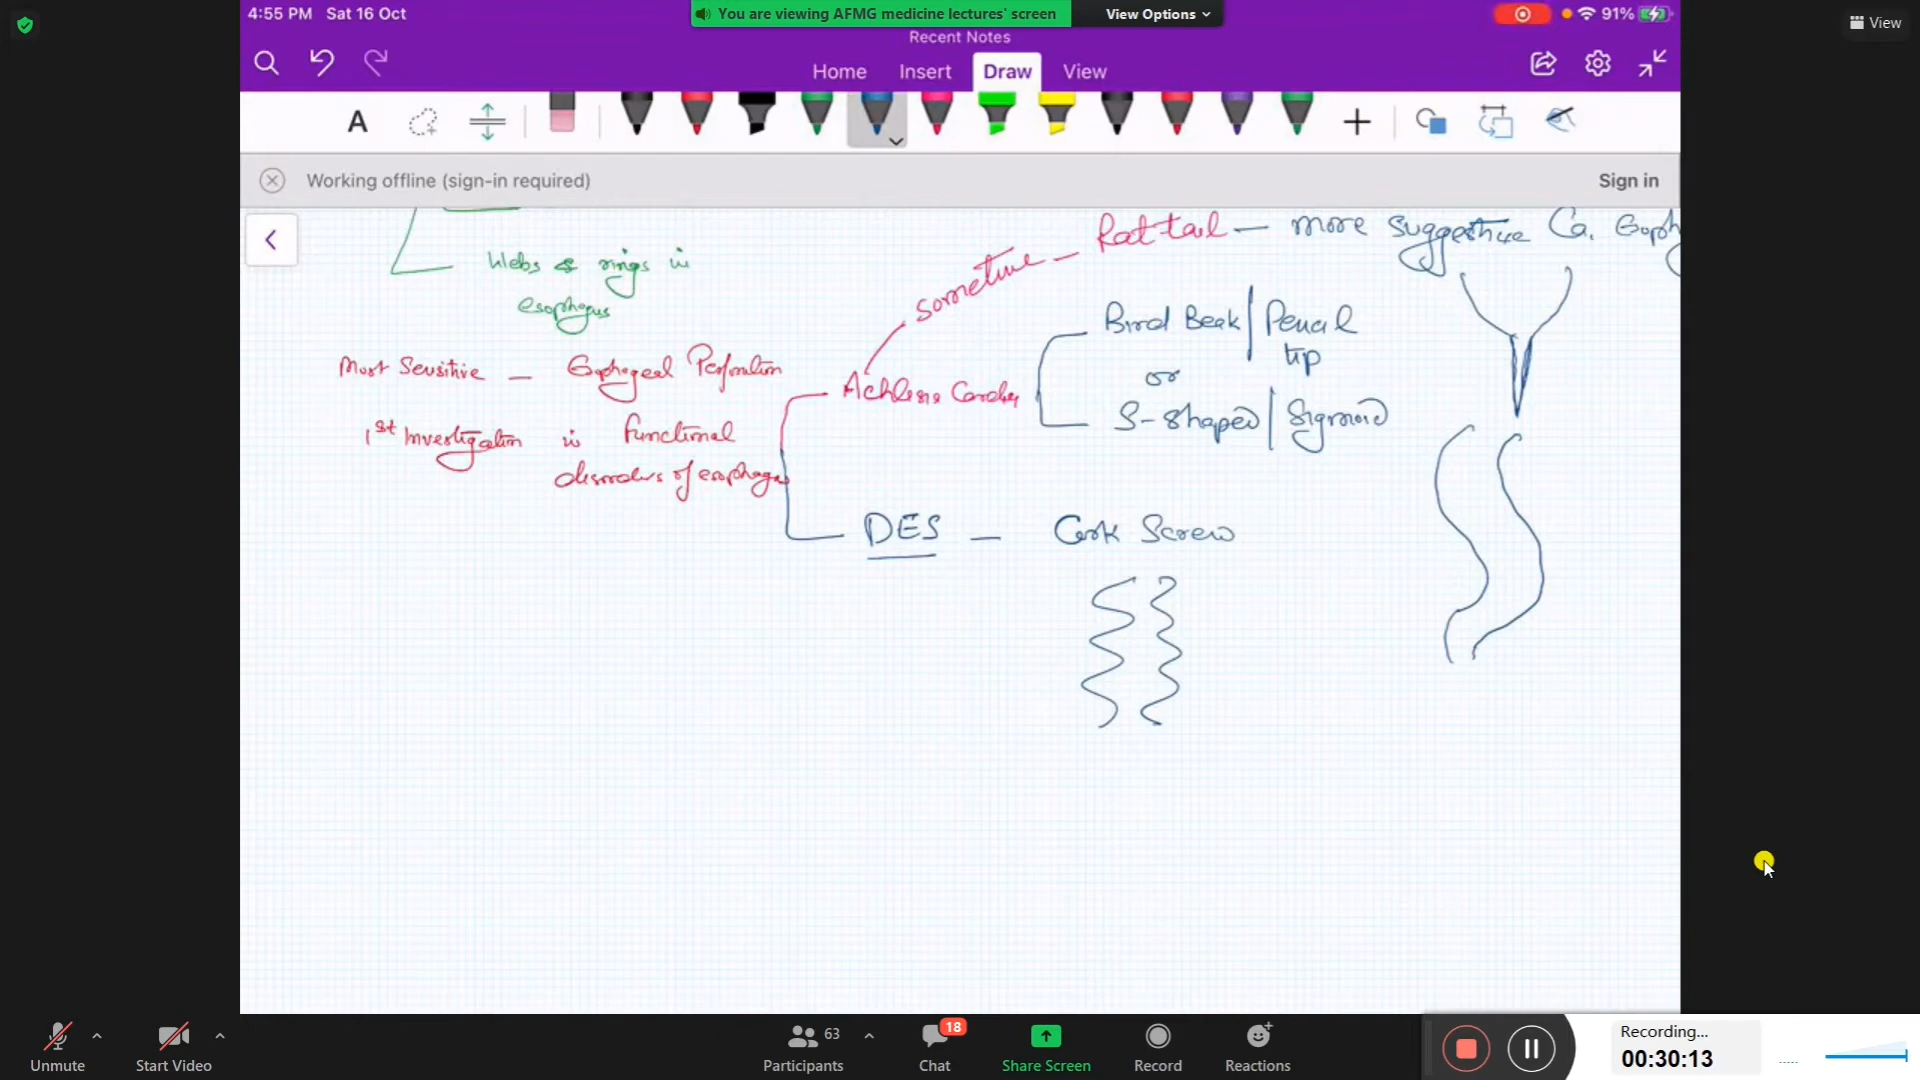 4:55 PM Sat 16 Oct
You are viewing AFMG medicine lectures' screen
View Options
91%
View
Recent Notes
Home Insert Draw View
A
Working offline (sign-in required)
Sign in
Webs & rings in
esophagus
sometime — Rat tail — more suggestive Ca. Esoph
Bird Beak | Pencil
tip
or
S-shaped | Sigmoid
Most Sensitive — Esophageal Perforation
1st Investigation in functional
disorders of esophagus
DES — Cork Screw
Unmute
Start Video
63
Participants
18
Chat
Share Screen
Record
Reactions
Recording...
00:30:13